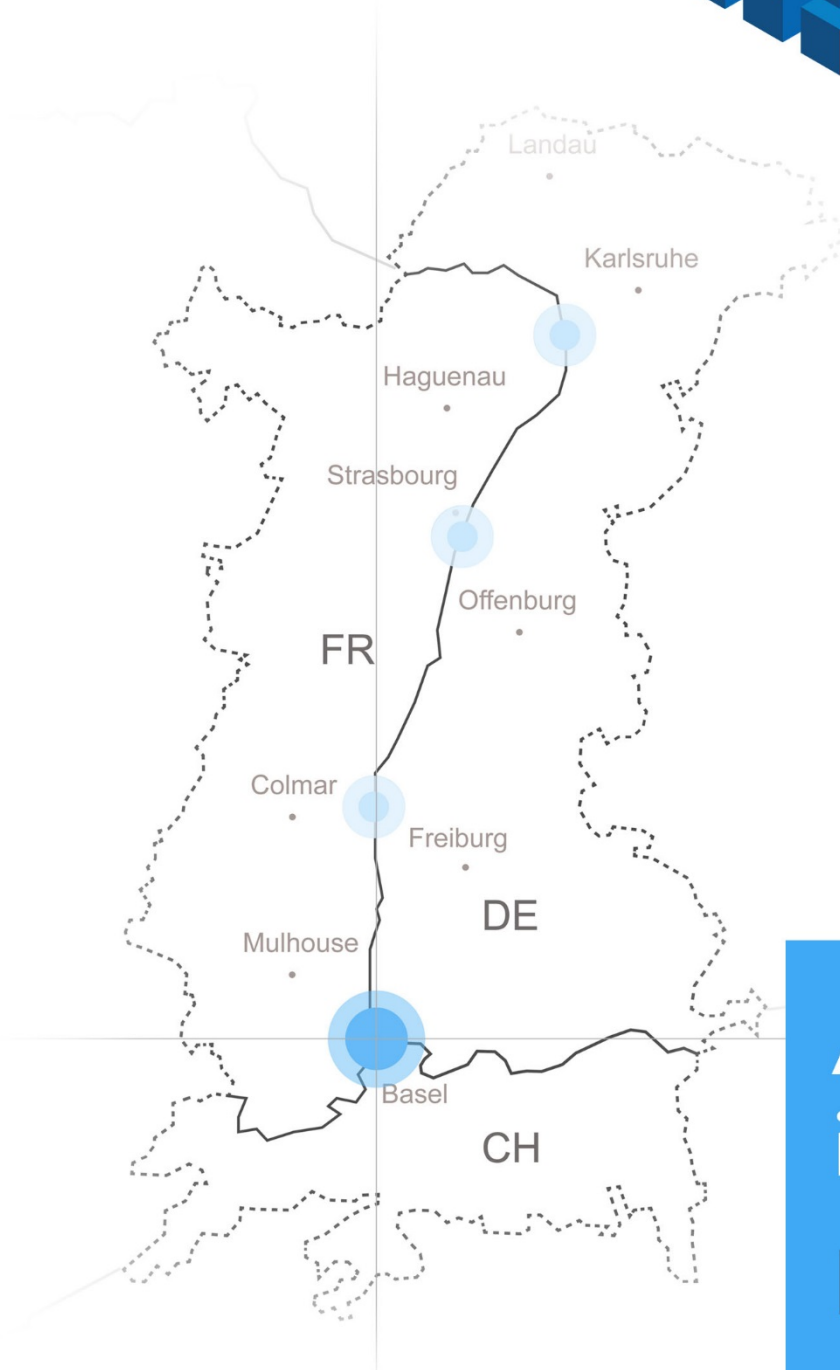 Landau
Karlsruhe
Haguenau
Strasbourg
Offenburg
FR
Colmar
Freiburg
DE
Mulhouse
Basel
CH